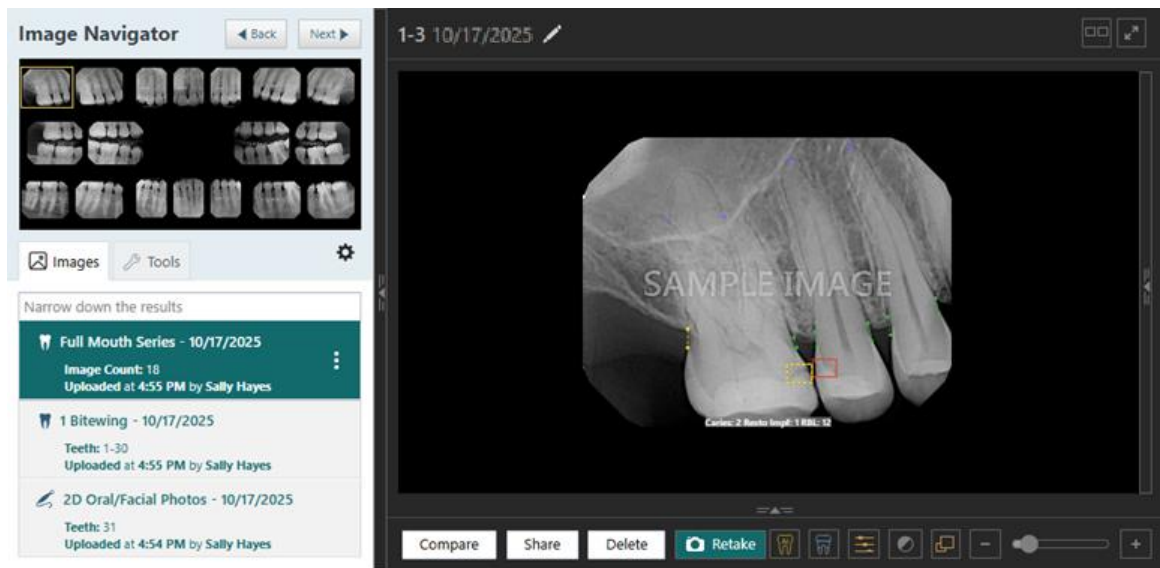 Image Navigator
Back
Next
Images
Tools
Narrow down the results
Full Mouth Series - 10/17/2025
Image Count: 18
Uploaded at 4:55 PM by Sally Hayes
1 Bitewing - 10/17/2025
Teeth: 1-30
Uploaded at 4:55 PM by Sally Hayes
2D Oral/Facial Photos - 10/17/2025
Teeth: 31
Uploaded at 4:54 PM by Sally Hayes
1-3 10/17/2025
SAMPLE IMAGE
Caries: 2 Resto Impf: 1 RBL: 12
Compare
Share
Delete
Retake